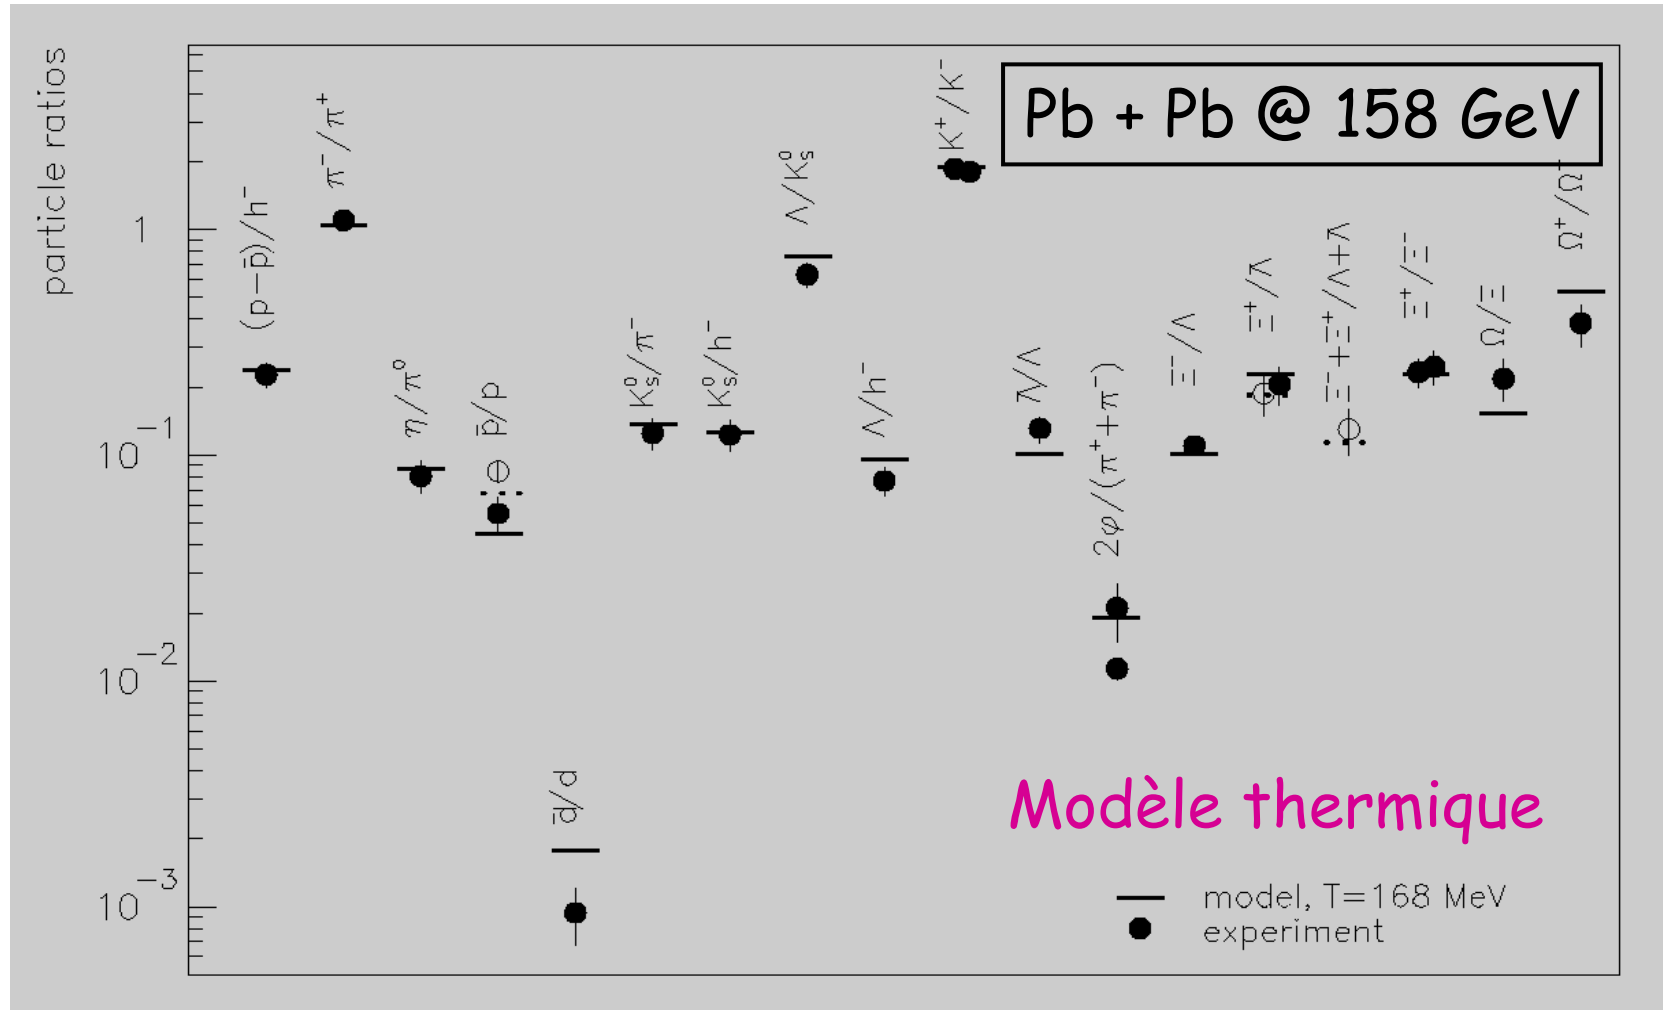 particle ratios
1
10⁻¹
10⁻²
10⁻³
(p−p̄)/h⁻
π⁻/π⁺
η/π⁰
p̄/p
d̄/d
K⁰ₛ/π⁻
K⁰ₛ/h⁻
Λ/K⁰ₛ
Λ/h⁻
K⁺/K⁻
Λ̄/Λ
2φ/(π⁺+π⁻)
Ξ⁻/Λ
Ξ⁺/Λ̄
Ξ⁻+Ξ⁺/Λ+Λ̄
Ξ⁺/Ξ⁻
Ω/Ξ
Ω⁺/Ω⁻
Pb + Pb @ 158 GeV
Modèle thermique
model, T=168 MeV
experiment